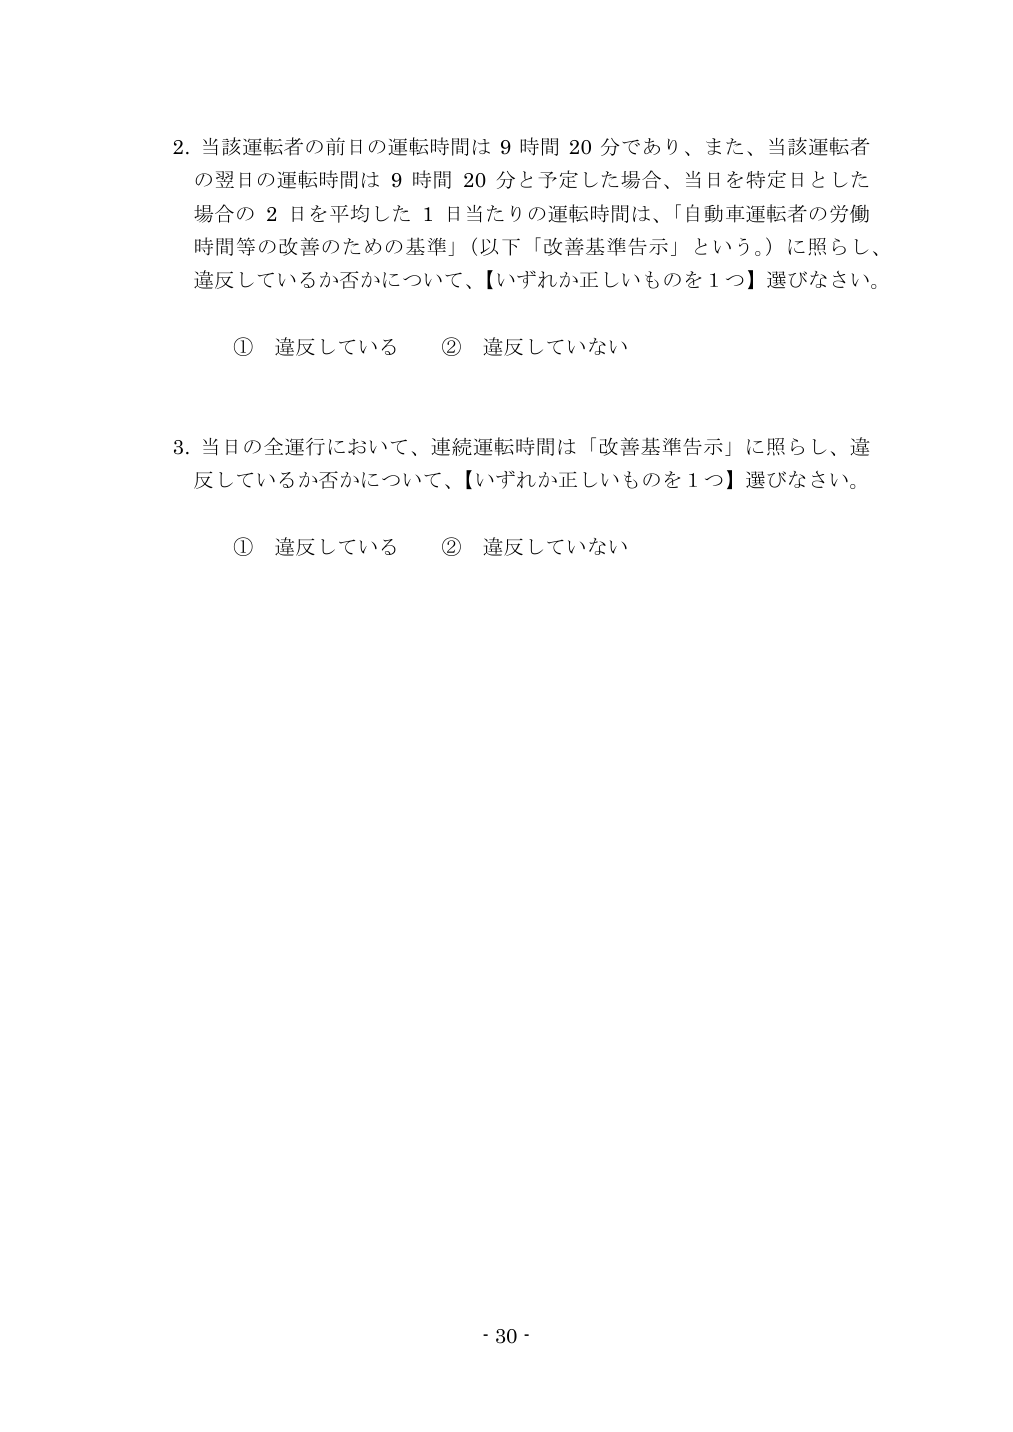 2. 当該運転者の前日の運転時間は 9 時間 20 分であり、また、当該運転者
の翌日の運転時間は 9 時間 20 分と予定した場合、当日を特定日とした
場合の 2 日を平均した 1 日当たりの運転時間は、「自動車運転者の労働
時間等の改善のための基準」（以下「改善基準告示」という。）に照らし、
違反しているか否かについて、【いずれか正しいものを１つ】選びなさい。
① 違反している ② 違反していない
3. 当日の全運行において、連続運転時間は「改善基準告示」に照らし、違
反しているか否かについて、【いずれか正しいものを１つ】選びなさい。
① 違反している ② 違反していない
- 30 -